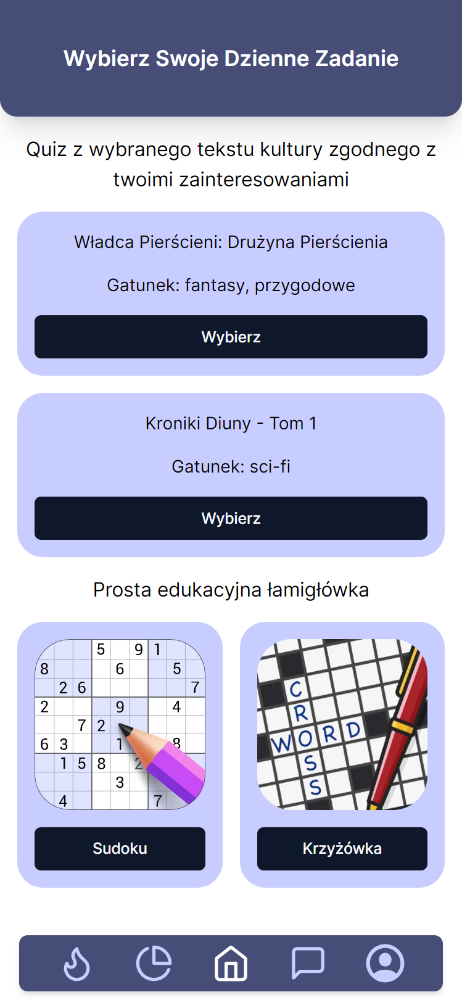 Wybierz Swoje Dzienne Zadanie
Quiz z wybranego tekstu kultury zgodnego z
twoimi zainteresowaniami
Władca Pierścieni: Drużyna Pierścienia
Gatunek: fantasy, przygodowe
Wybierz
Kroniki Diuny - Tom 1
Gatunek: sci-fi
Wybierz
Prosta edukacyjna łamigłówka
5 9 1
8 6 5
2 6 7
2 9 4
7 2
6 3 1 8
1 5 8 2
3
4 7
CROSS
WORD
Sudoku
Krzyżówka